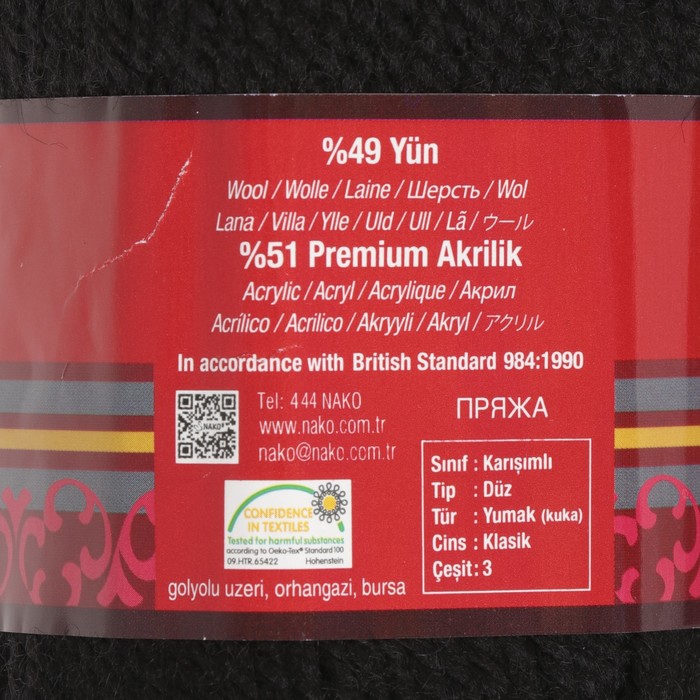 %49 Yün
Wool / Wolle / Laine / Шерсть / Wol
Lana / Villa / Ylle / Uld / Ull / Lã / ウール
%51 Premium Akrilik
Acrylic / Acryl / Acrylique / Акрил
Acrílico / Acrilico / Akryyli / Akryl / アクリル
In accordance with British Standard 984:1990
NAKO
Tel: 444 NAKO
www.nako.com.tr
nako@nako.com.tr
ПРЯЖА
Sınıf : Karışımlı
Tip : Düz
Tür : Yumak (kuka)
Cins : Klasik
Çeşit : 3
CONFIDENCE
IN TEXTILES
Tested for harmful substances
according to Oeko-Tex® Standard 100
09.HTR.65422 Hohenstein
golyolu uzeri, orhangazi, bursa